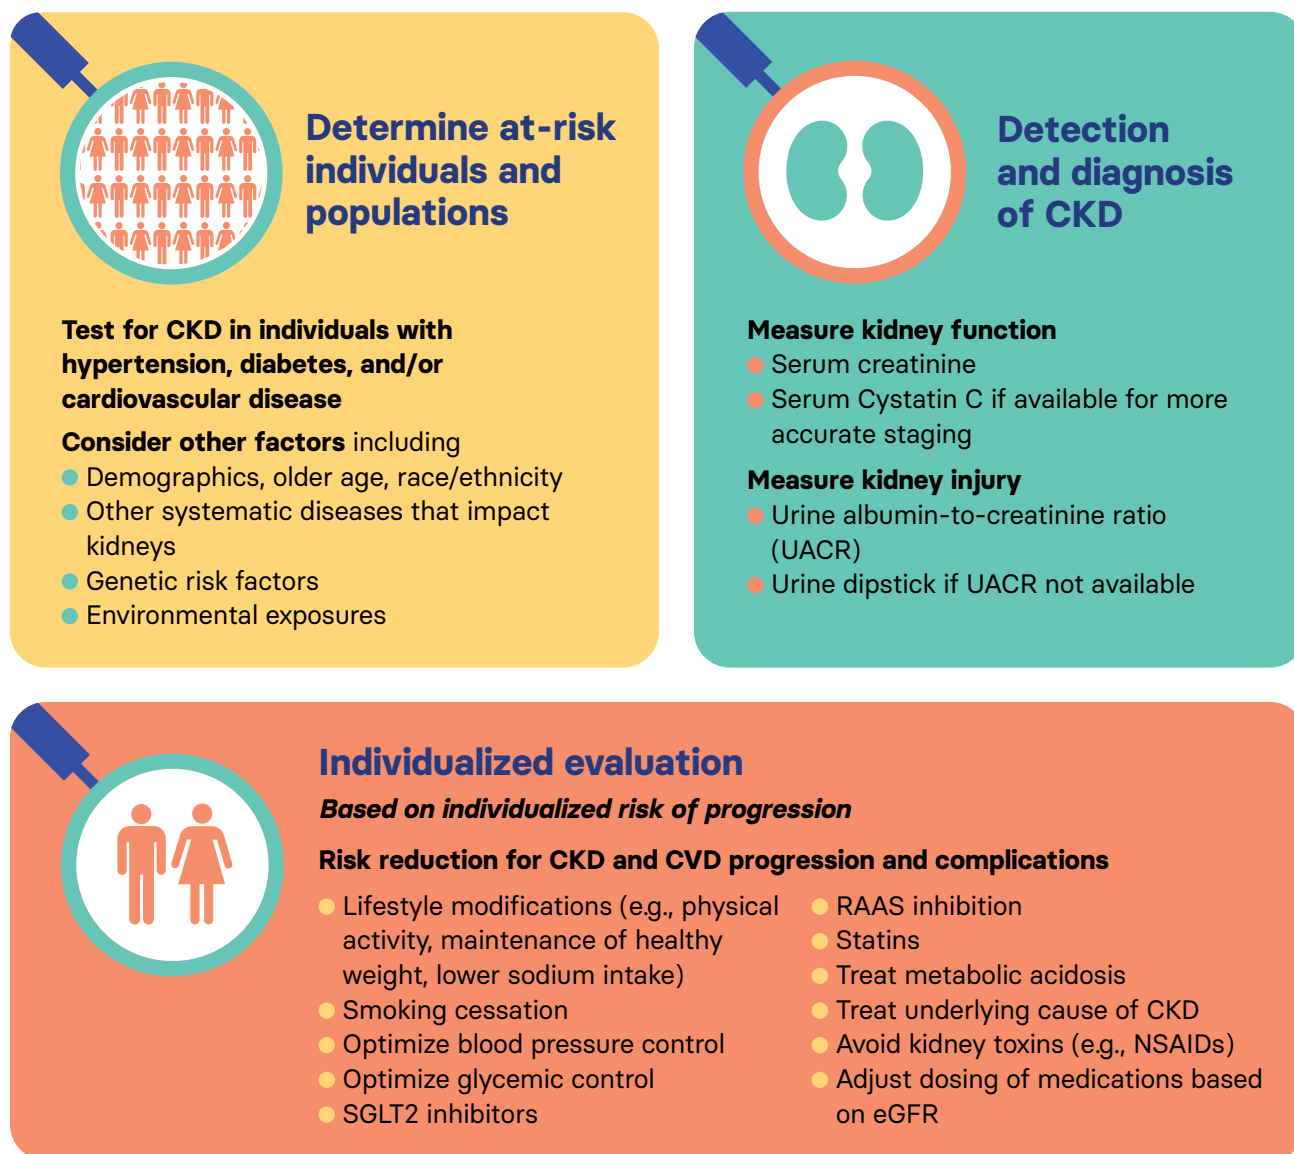 Determine at-risk
individuals and
populations
Test for CKD in individuals with
hypertension, diabetes, and/or
cardiovascular disease
Consider other factors including
Demographics, older age, race/ethnicity
Other systematic diseases that impact
kidneys
Genetic risk factors
Environmental exposures
Detection
and diagnosis
of CKD
Measure kidney function
Serum creatinine
Serum Cystatin C if available for more
accurate staging
Measure kidney injury
Urine albumin-to-creatinine ratio
(UACR)
Urine dipstick if UACR not available
Individualized evaluation
Based on individualized risk of progression
Risk reduction for CKD and CVD progression and complications
Lifestyle modifications (e.g., physical
activity, maintenance of healthy
weight, lower sodium intake)
Smoking cessation
Optimize blood pressure control
Optimize glycemic control
SGLT2 inhibitors
RAAS inhibition
Statins
Treat metabolic acidosis
Treat underlying cause of CKD
Avoid kidney toxins (e.g., NSAIDs)
Adjust dosing of medications based
on eGFR